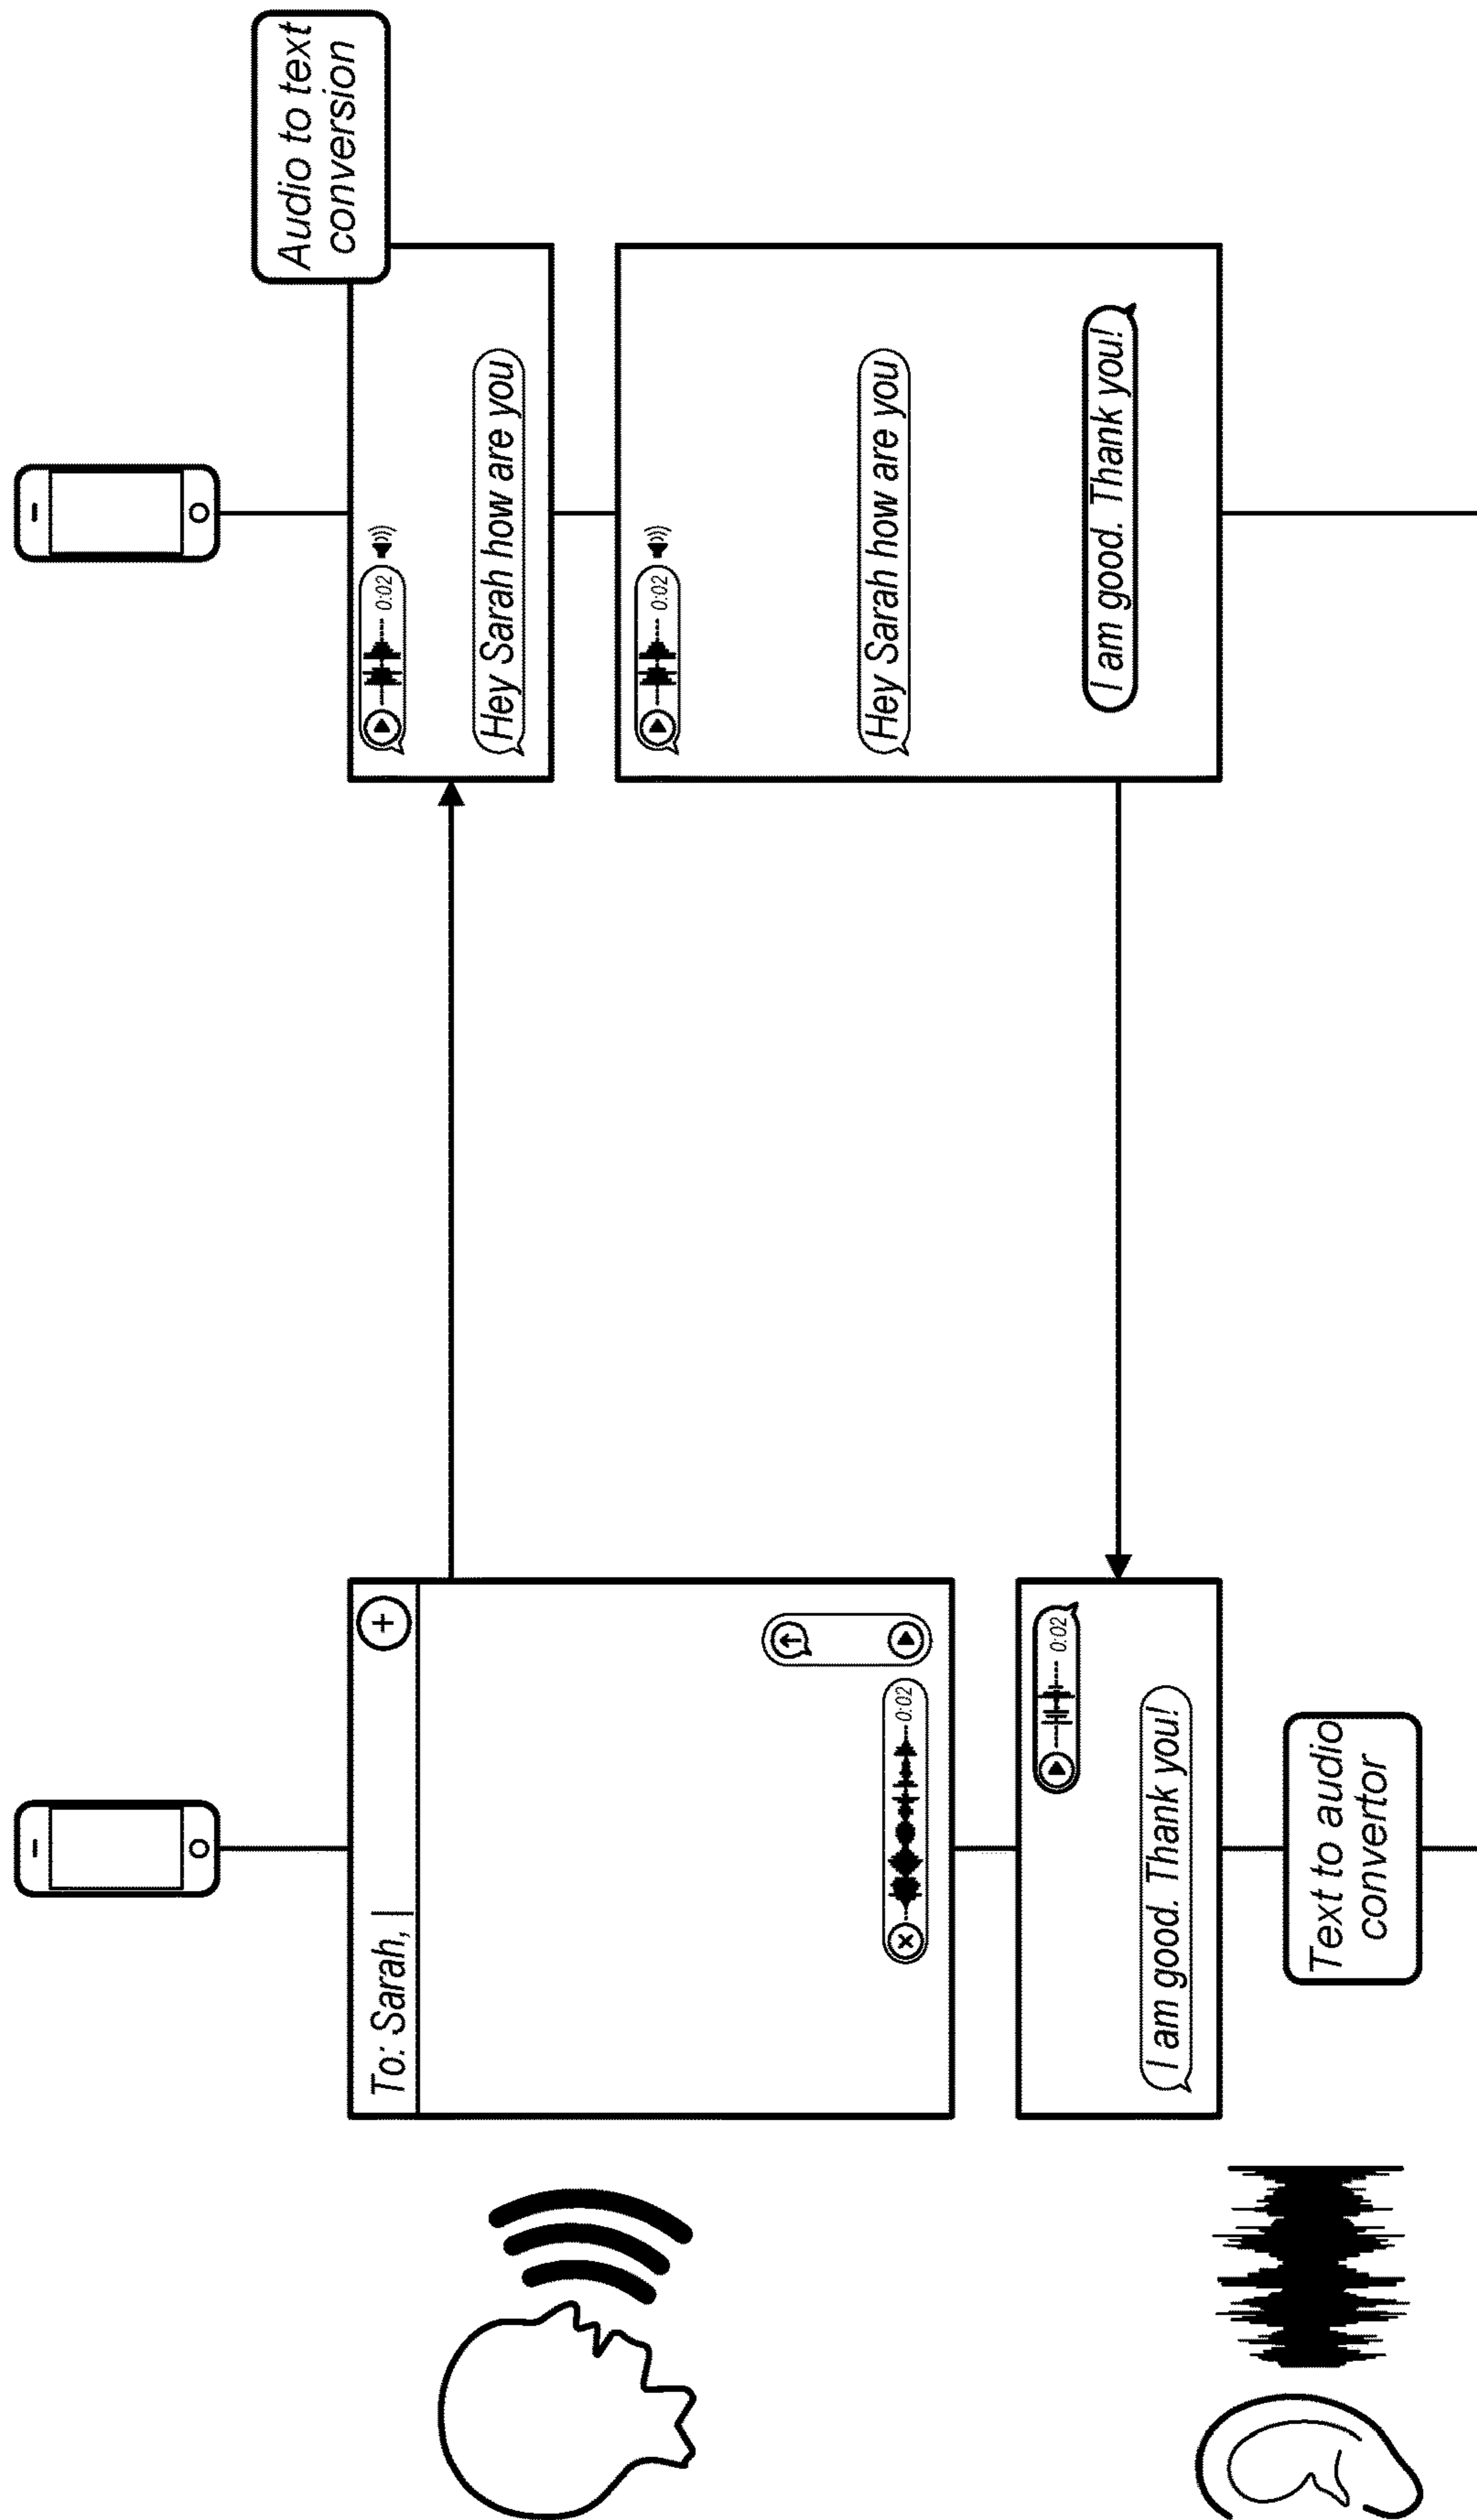 To: Sarah,
+
0:02
0:02
Audio to text
conversion
Hey Sarah how are you
0:02
Hey Sarah how are you
I am good. Thank you!
0:02
I am good. Thank you!
Text to audio
convertor